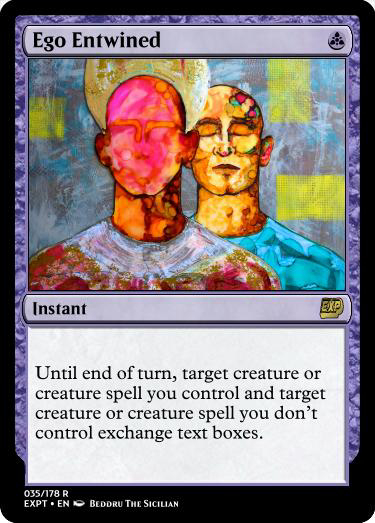 Ego Entwined
Instant
EXP
Until end of turn, target creature or
creature spell you control and target
creature or creature spell you don't
control exchange text boxes.
035/178 R
EXPT • EN Beddru The Sicilian